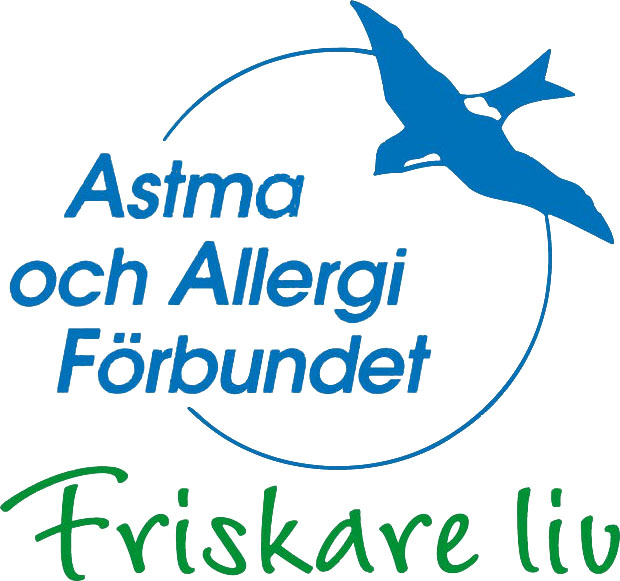 Astma
och Allergi
Förbundet
Friskare liv